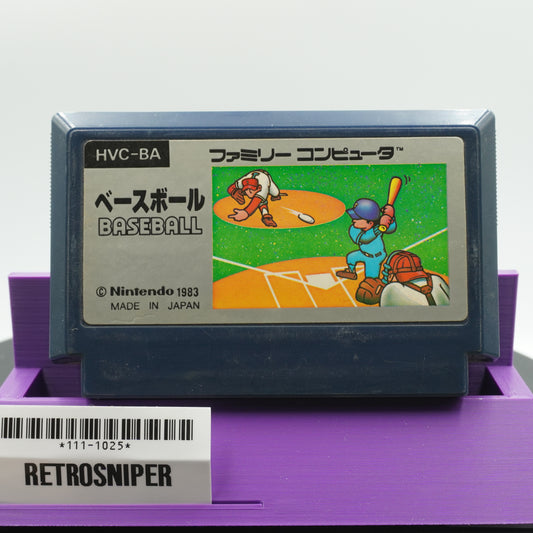 HVC-BA
ファミリー コンピュータ™
ベースボール
BASEBALL
© Nintendo 1983
MADE IN JAPAN
*111-1025*
RETROSNIPER